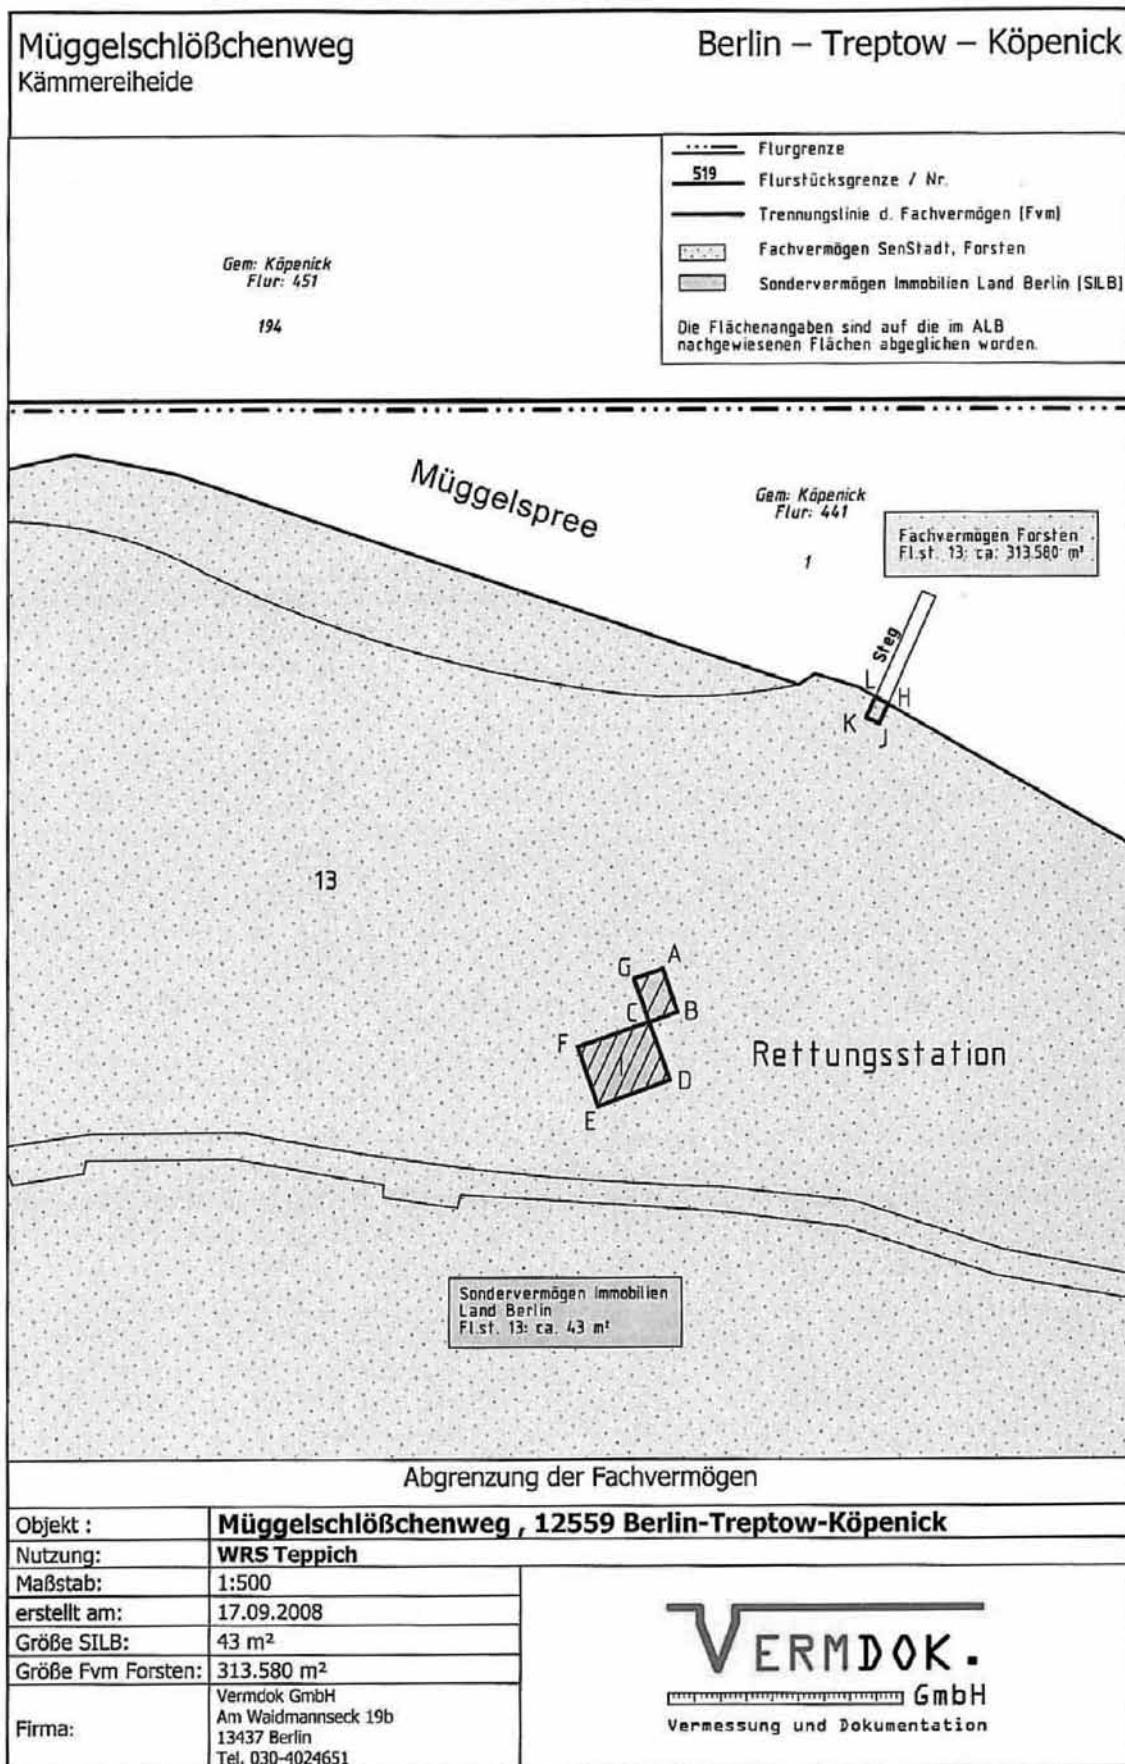 Müggelschlößchenweg
Kämmereiheide
Berlin – Treptow – Köpenick
Flurgrenze
519 Flurstücksgrenze / Nr.
Trennungslinie d. Fachvermögen (Fvm)
Fachvermögen SenStadt, Forsten
Sondervermögen Immobilien Land Berlin (SILB)
Die Flächenangaben sind auf die im ALB
nachgewiesenen Flächen abgeglichen worden.
Gem: Köpenick
Flur: 451
194
Müggelspree
Gem: Köpenick
Flur: 441
1
Fachvermögen Forsten
Fl.st. 13: ca: 313.580 m²
Steg
L
H
K
J
13
G
A
C
B
F
I
D
E
Rettungsstation
Sondervermögen Immobilien
Land Berlin
Fl.st. 13: ca. 43 m²
Abgrenzung der Fachvermögen
Objekt : Müggelschlößchenweg , 12559 Berlin-Treptow-Köpenick
Nutzung: WRS Teppich
Maßstab: 1:500
erstellt am: 17.09.2008
Größe SILB: 43 m²
Größe Fvm Forsten: 313.580 m²
Firma:
Vermdok GmbH
Am Waidmannseck 19b
13437 Berlin
Tel. 030-4024651
VERMDOK.
GmbH
Vermessung und Dokumentation